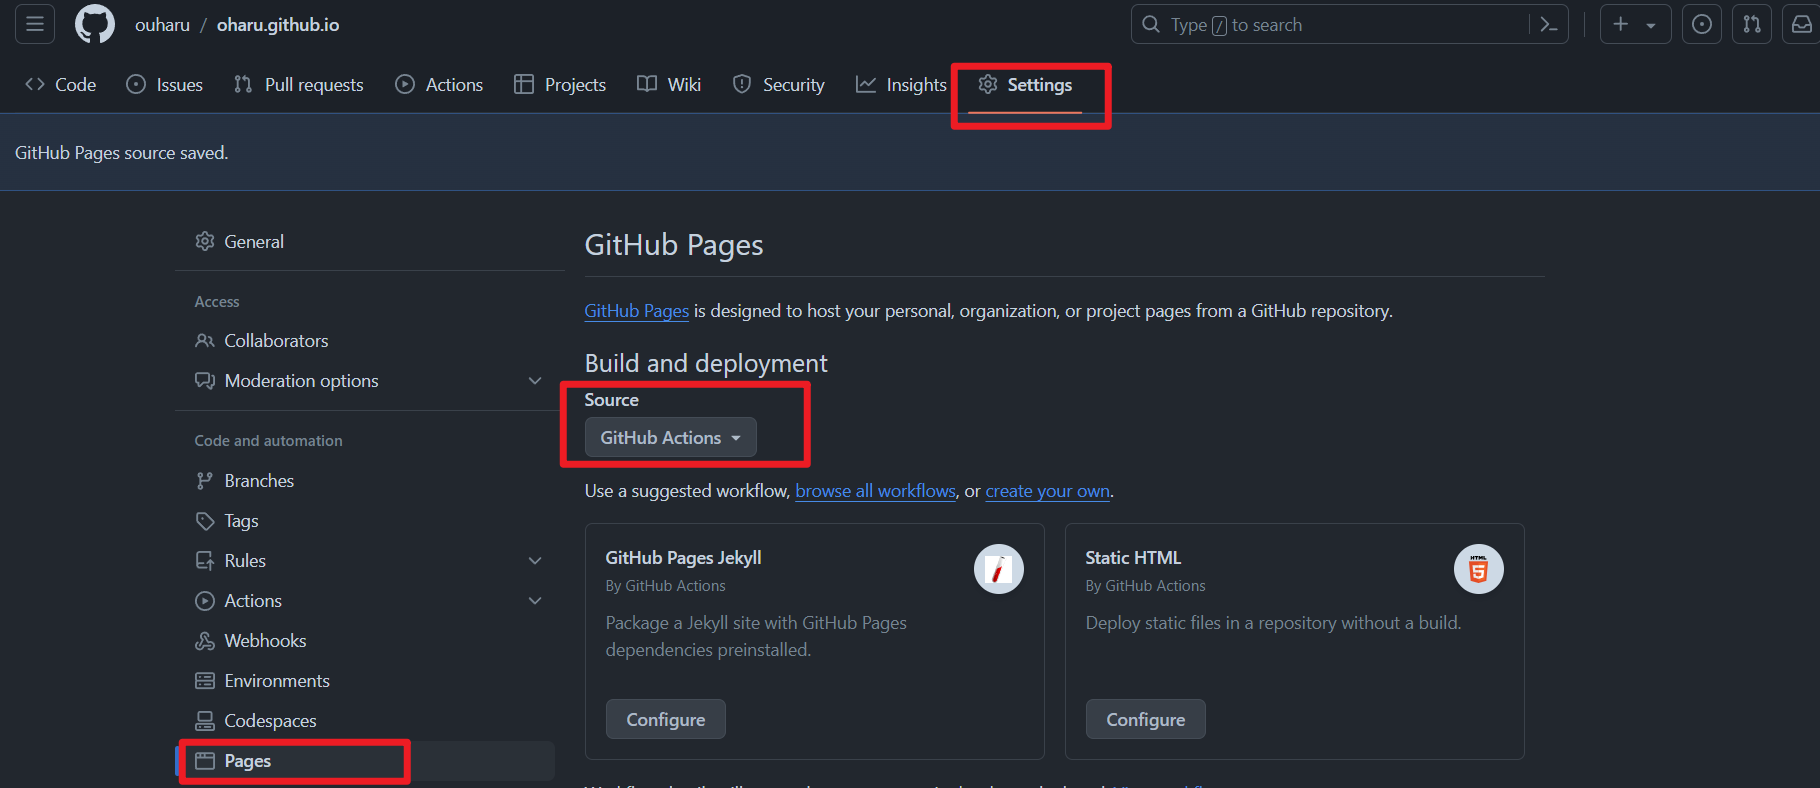 ouharu / oharu.github.io
Type / to search
Code Issues Pull requests Actions Projects Wiki Security Insights Settings
GitHub Pages source saved.
General
Access
Collaborators
Moderation options
Code and automation
Branches
Tags
Rules
Actions
Webhooks
Environments
Codespaces
Pages
GitHub Pages
GitHub Pages is designed to host your personal, organization, or project pages from a GitHub repository.
Build and deployment
Source
GitHub Actions
Use a suggested workflow, browse all workflows, or create your own.
GitHub Pages Jekyll
By GitHub Actions
Package a Jekyll site with GitHub Pages
dependencies preinstalled.
Configure
Static HTML
By GitHub Actions
HTML
5
Deploy static files in a repository without a build.
Configure